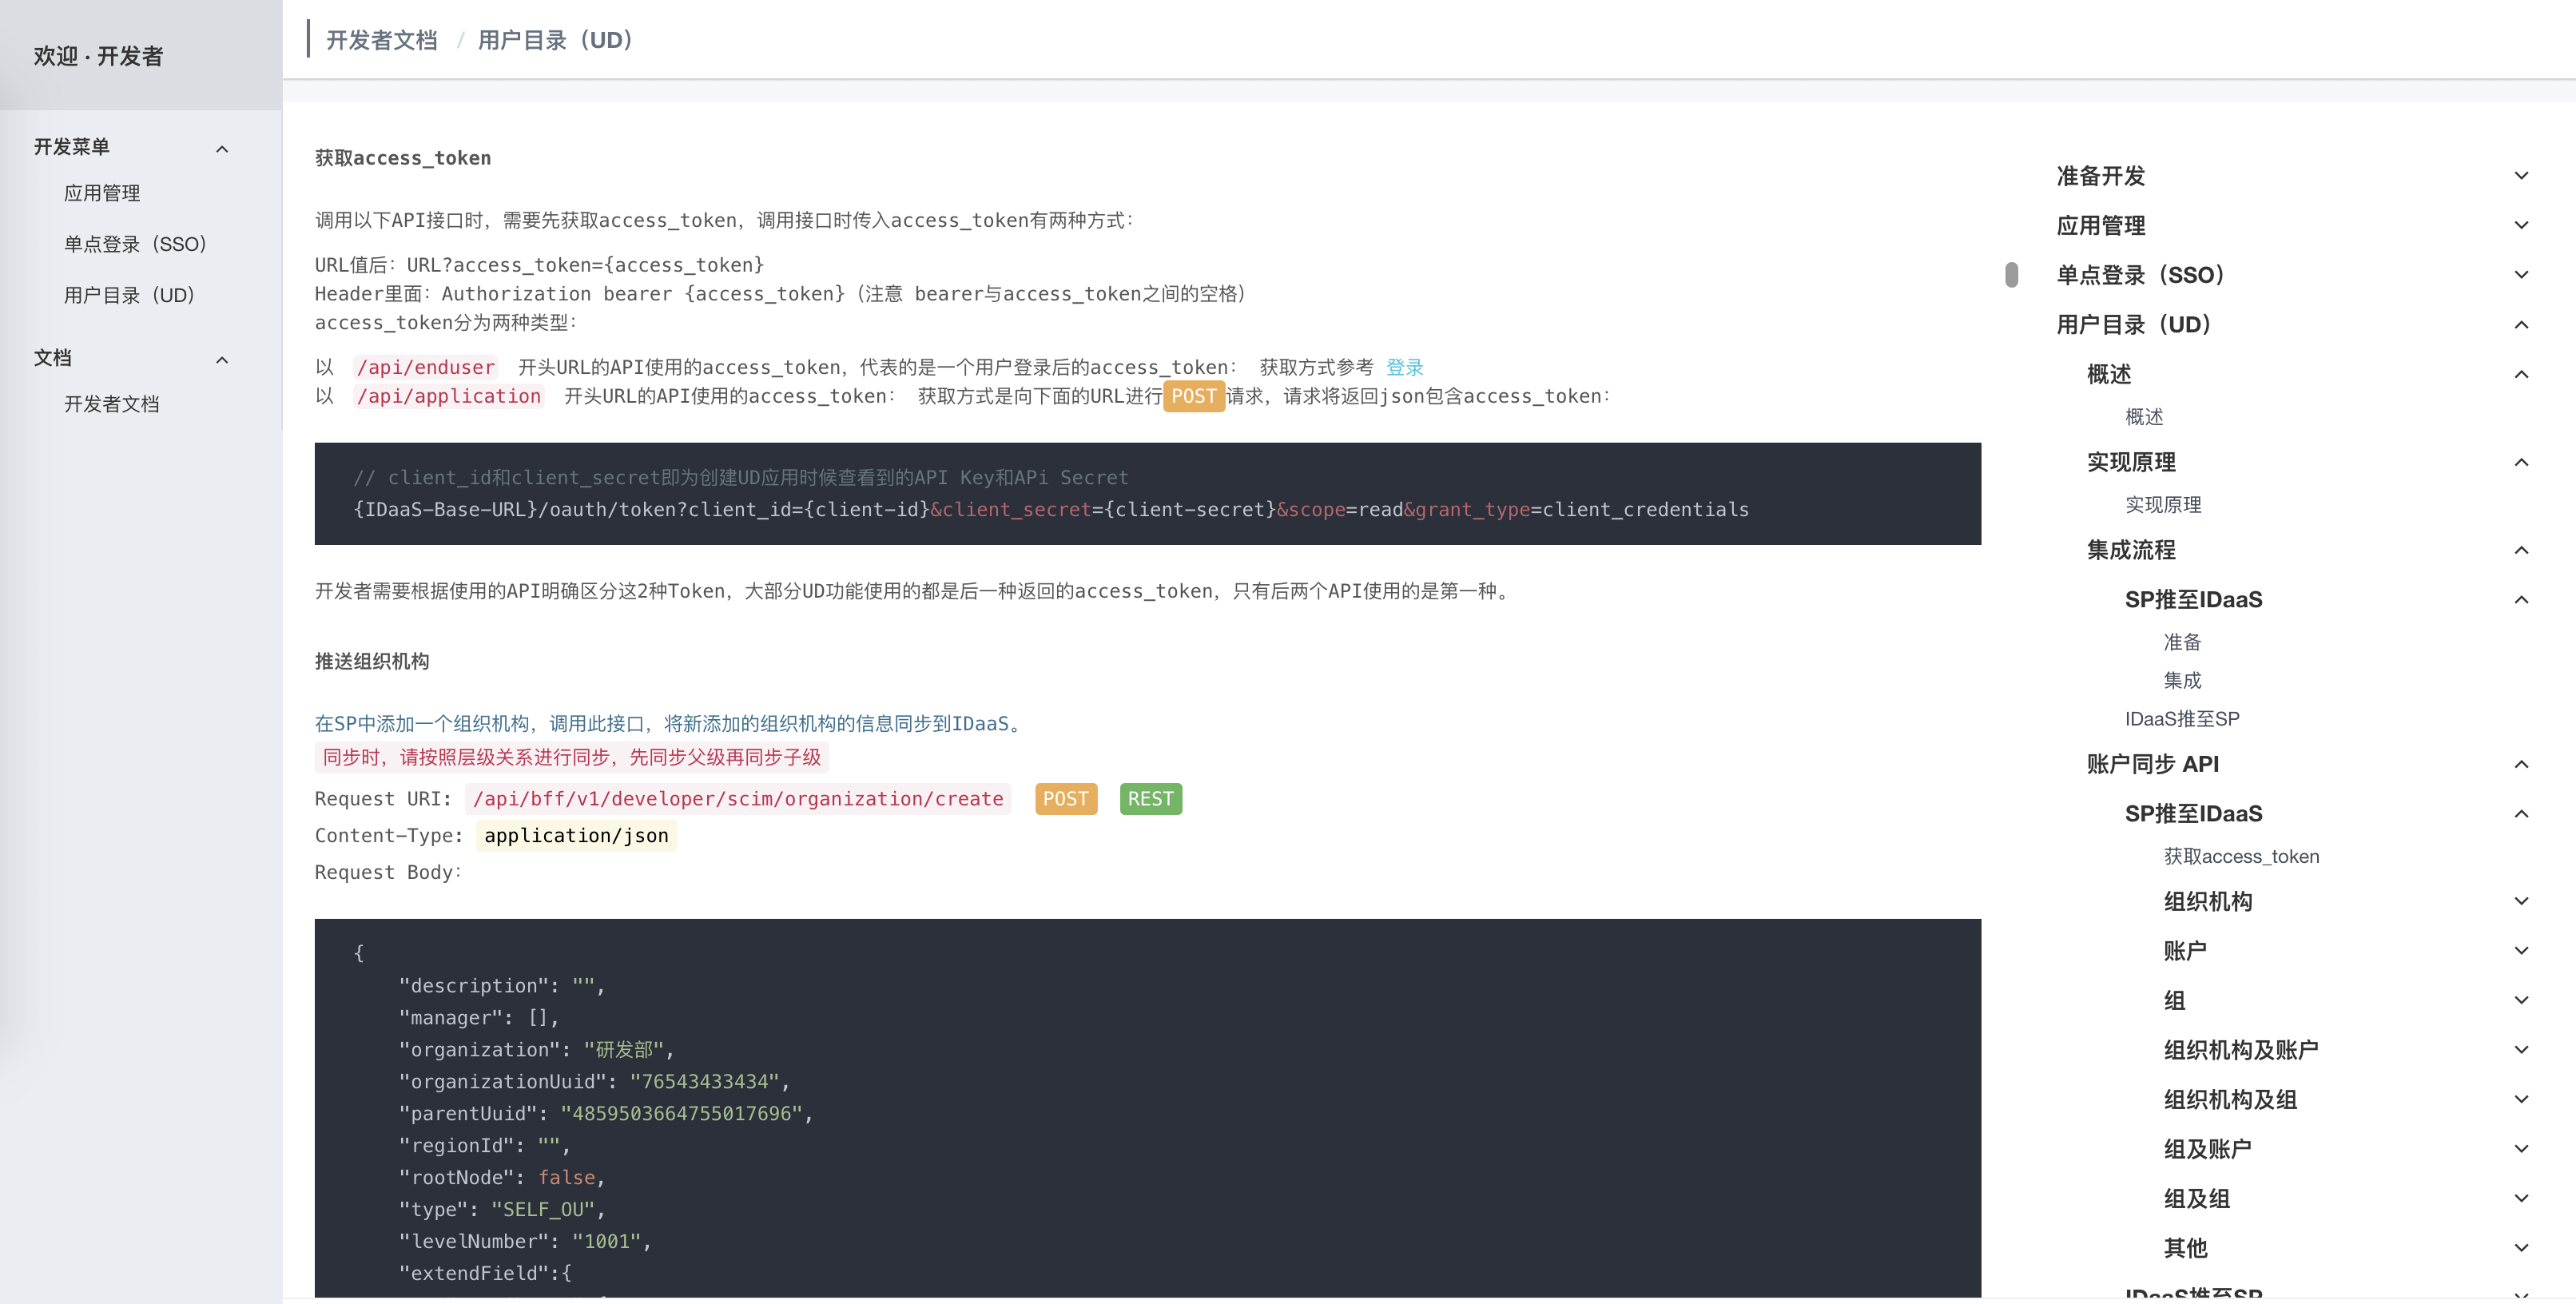 欢迎 · 开发者
开发菜单
应用管理
单点登录（SSO）
用户目录（UD）
文档
开发者文档
开发者文档 / 用户目录（UD）
获取access_token
调用以下API接口时，需要先获取access_token，调用接口时传入access_token有两种方式：
URL值后：URL?access_token={access_token}
Header里面：Authorization bearer {access_token}（注意 bearer与access_token之间的空格）
access_token分为两种类型：
以 /api/enduser 开头URL的API使用的access_token，代表的是一个用户登录后的access_token： 获取方式参考 登录
以 /api/application 开头URL的API使用的access_token： 获取方式是向下面的URL进行 POST 请求，请求将返回json包含access_token：
// client_id和client_secret即为创建UD应用时候查看到的API Key和APi Secret
{IDaaS-Base-URL}/oauth/token?client_id={client-id}&client_secret={client-secret}&scope=read&grant_type=client_credentials
开发者需要根据使用的API明确区分这2种Token，大部分UD功能使用的都是后一种返回的access_token，只有后两个API使用的是第一种。
推送组织机构
在SP中添加一个组织机构，调用此接口，将新添加的组织机构的信息同步到IDaaS。
同步时，请按照层级关系进行同步，先同步父级再同步子级
Request URI: /api/bff/v1/developer/scim/organization/create POST REST
Content-Type: application/json
Request Body：
{
"description": "",
"manager": [],
"organization": "研发部",
"organizationUuid": "76543433434",
"parentUuid": "4859503664755017696",
"regionId": "",
"rootNode": false,
"type": "SELF_OU",
"levelNumber": "1001",
"extendField":{
准备开发
应用管理
单点登录（SSO）
用户目录（UD）
概述
概述
实现原理
实现原理
集成流程
SP推至IDaaS
准备
集成
IDaaS推至SP
账户同步 API
SP推至IDaaS
获取access_token
组织机构
账户
组
组织机构及账户
组织机构及组
组及账户
组及组
其他
IDaaS推至SP